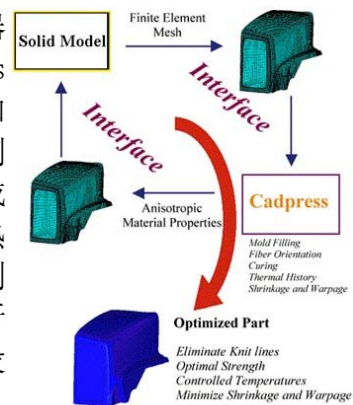 Solid Model
Finite Element
Mesh
Interface
Interface
Anisotropic
Material Properties
Cadpress
Mold Filling
Fiber Orientation
Curing
Thermal History
Shrinkage and Warpage
Optimized Part
Eliminate Knit lines
Optimal Strength
Controlled Temperatures
Minimize Shrinkage and Warpage